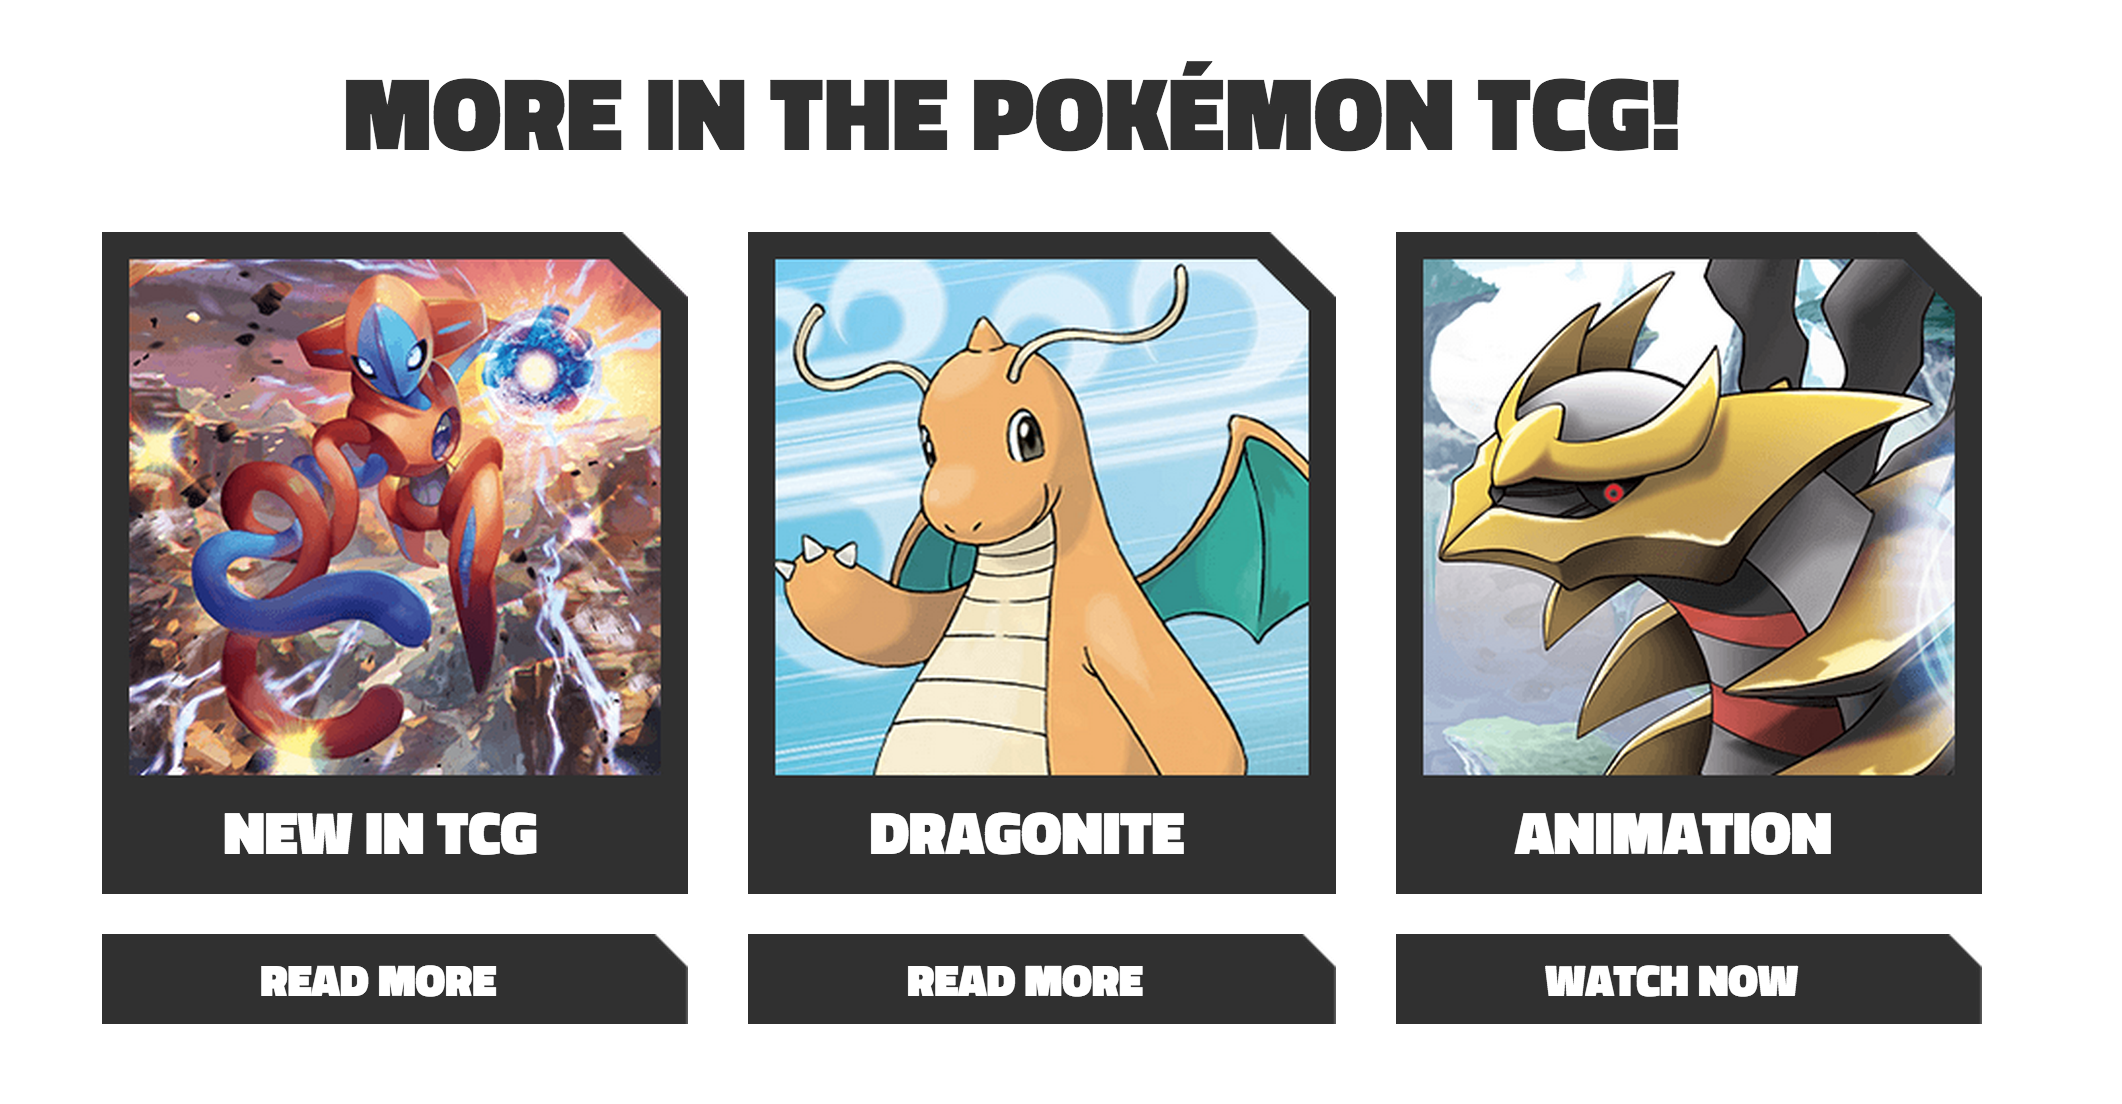 MORE IN THE POKÉMON TCG!
NEW IN TCG
DRAGONITE
ANIMATION
READ MORE
READ MORE
WATCH NOW